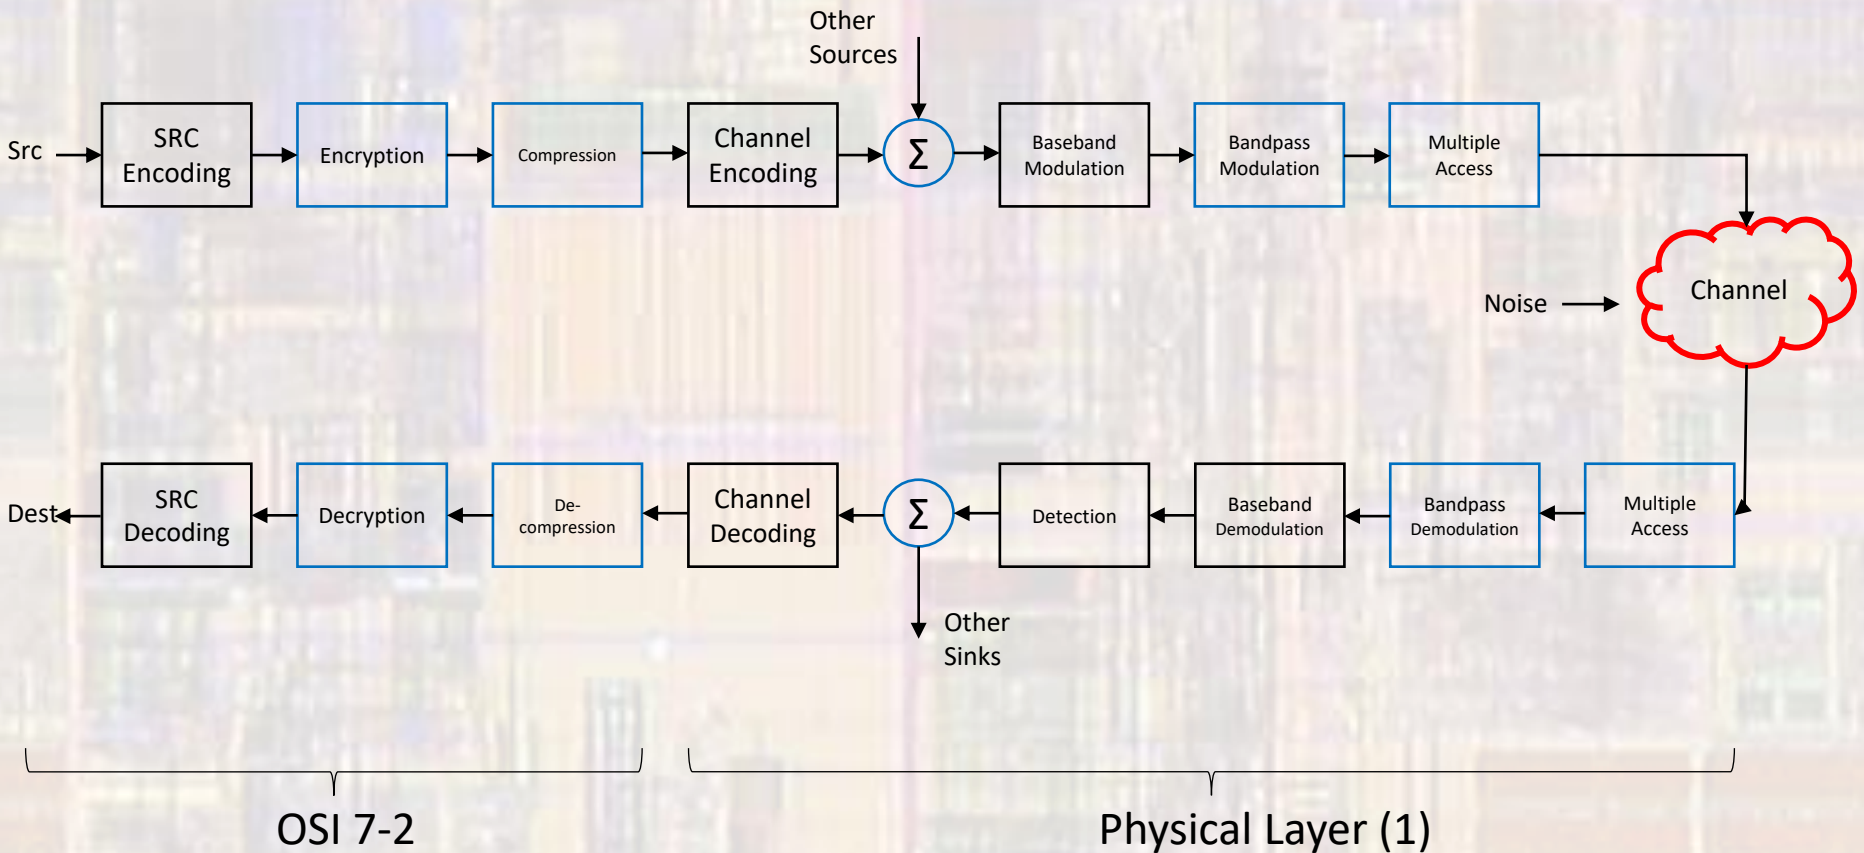 Other
Sources
Src
SRC
Encoding
Encryption
Compression
Channel
Encoding
Σ
Baseband
Modulation
Bandpass
Modulation
Multiple
Access
Noise
Channel
Dest
SRC
Decoding
Decryption
De-
compression
Channel
Decoding
Σ
Detection
Baseband
Demodulation
Bandpass
Demodulation
Multiple
Access
Other
Sinks
OSI 7-2
Physical Layer (1)